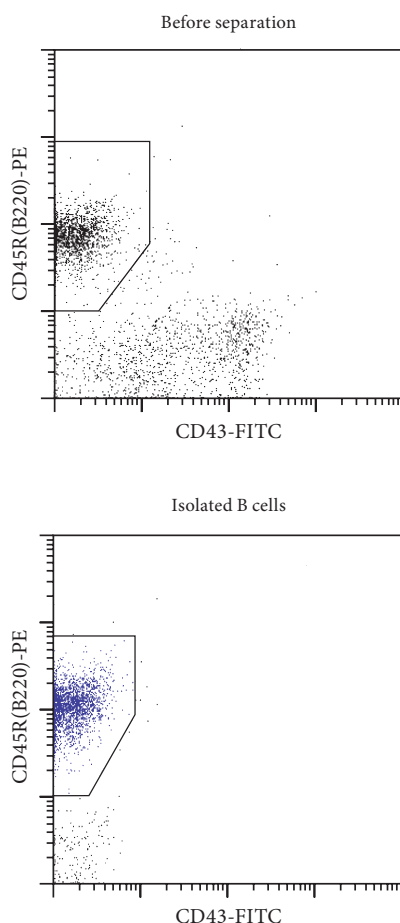 Before separation
CD45R(B220)-PE
CD43-FITC
Isolated B cells
CD45R(B220)-PE
CD43-FITC